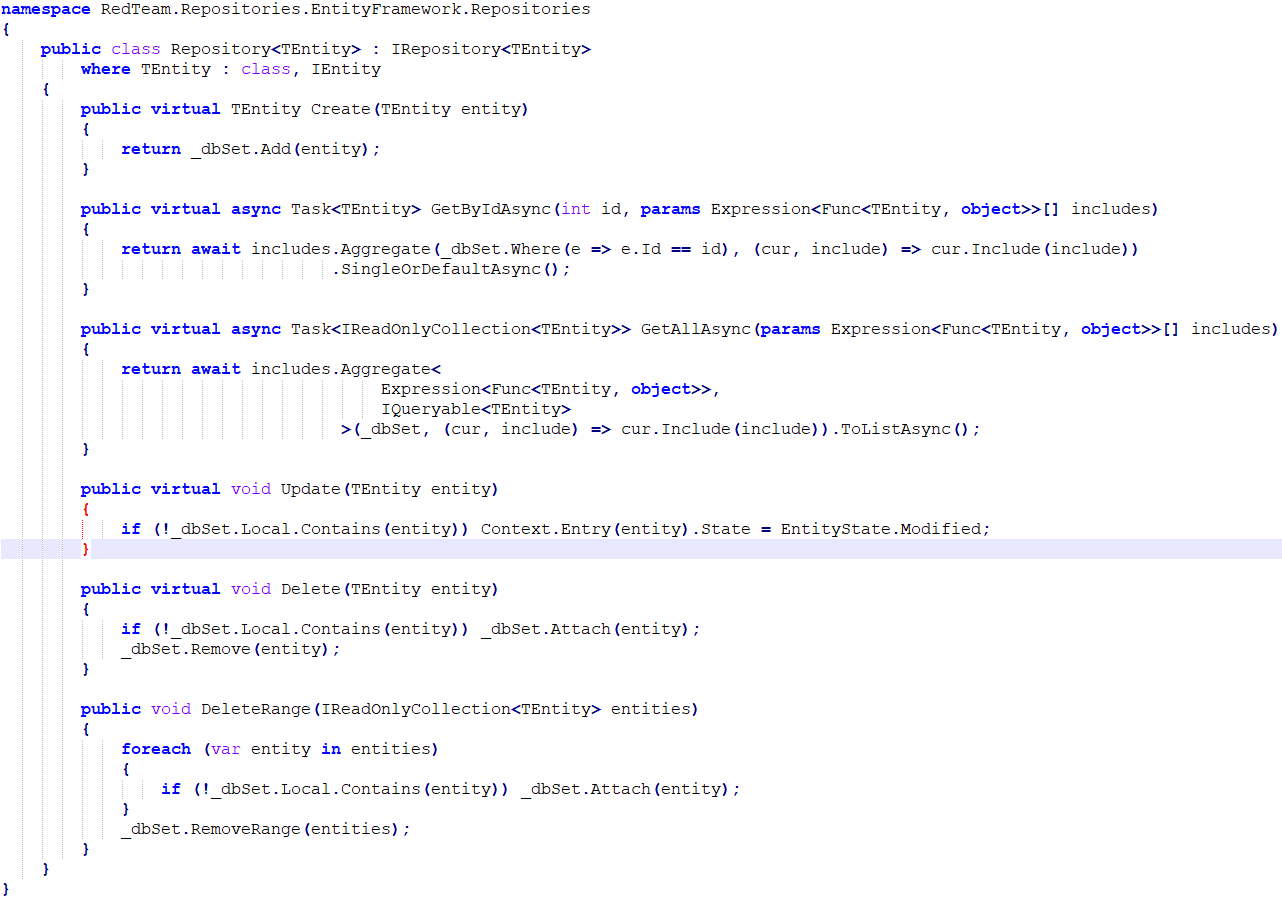 namespace RedTeam.Repositories.EntityFramework.Repositories
{
    public class Repository<TEntity> : IRepository<TEntity>
        where TEntity : class, IEntity
    {
        public virtual TEntity Create(TEntity entity)
        {
            return _dbSet.Add(entity);
        }

        public virtual async Task<TEntity> GetByIdAsync(int id, params Expression<Func<TEntity, object>>[] includes)
        {
            return await includes.Aggregate(_dbSet.Where(e => e.Id == id), (cur, include) => cur.Include(include))
                                 .SingleOrDefaultAsync();
        }

        public virtual async Task<IReadOnlyCollection<TEntity>> GetAllAsync(params Expression<Func<TEntity, object>>[] includes)
        {
            return await includes.Aggregate<
                                      Expression<Func<TEntity, object>>,
                                      IQueryable<TEntity>
                                  >(_dbSet, (cur, include) => cur.Include(include)).ToListAsync();
        }

        public virtual void Update(TEntity entity)
        {
            if (!_dbSet.Local.Contains(entity)) Context.Entry(entity).State = EntityState.Modified;
        }

        public virtual void Delete(TEntity entity)
        {
            if (!_dbSet.Local.Contains(entity)) _dbSet.Attach(entity);
            _dbSet.Remove(entity);
        }

        public void DeleteRange(IReadOnlyCollection<TEntity> entities)
        {
            foreach (var entity in entities)
            {
                if (!_dbSet.Local.Contains(entity)) _dbSet.Attach(entity);
            }
            _dbSet.RemoveRange(entities);
        }
    }
}